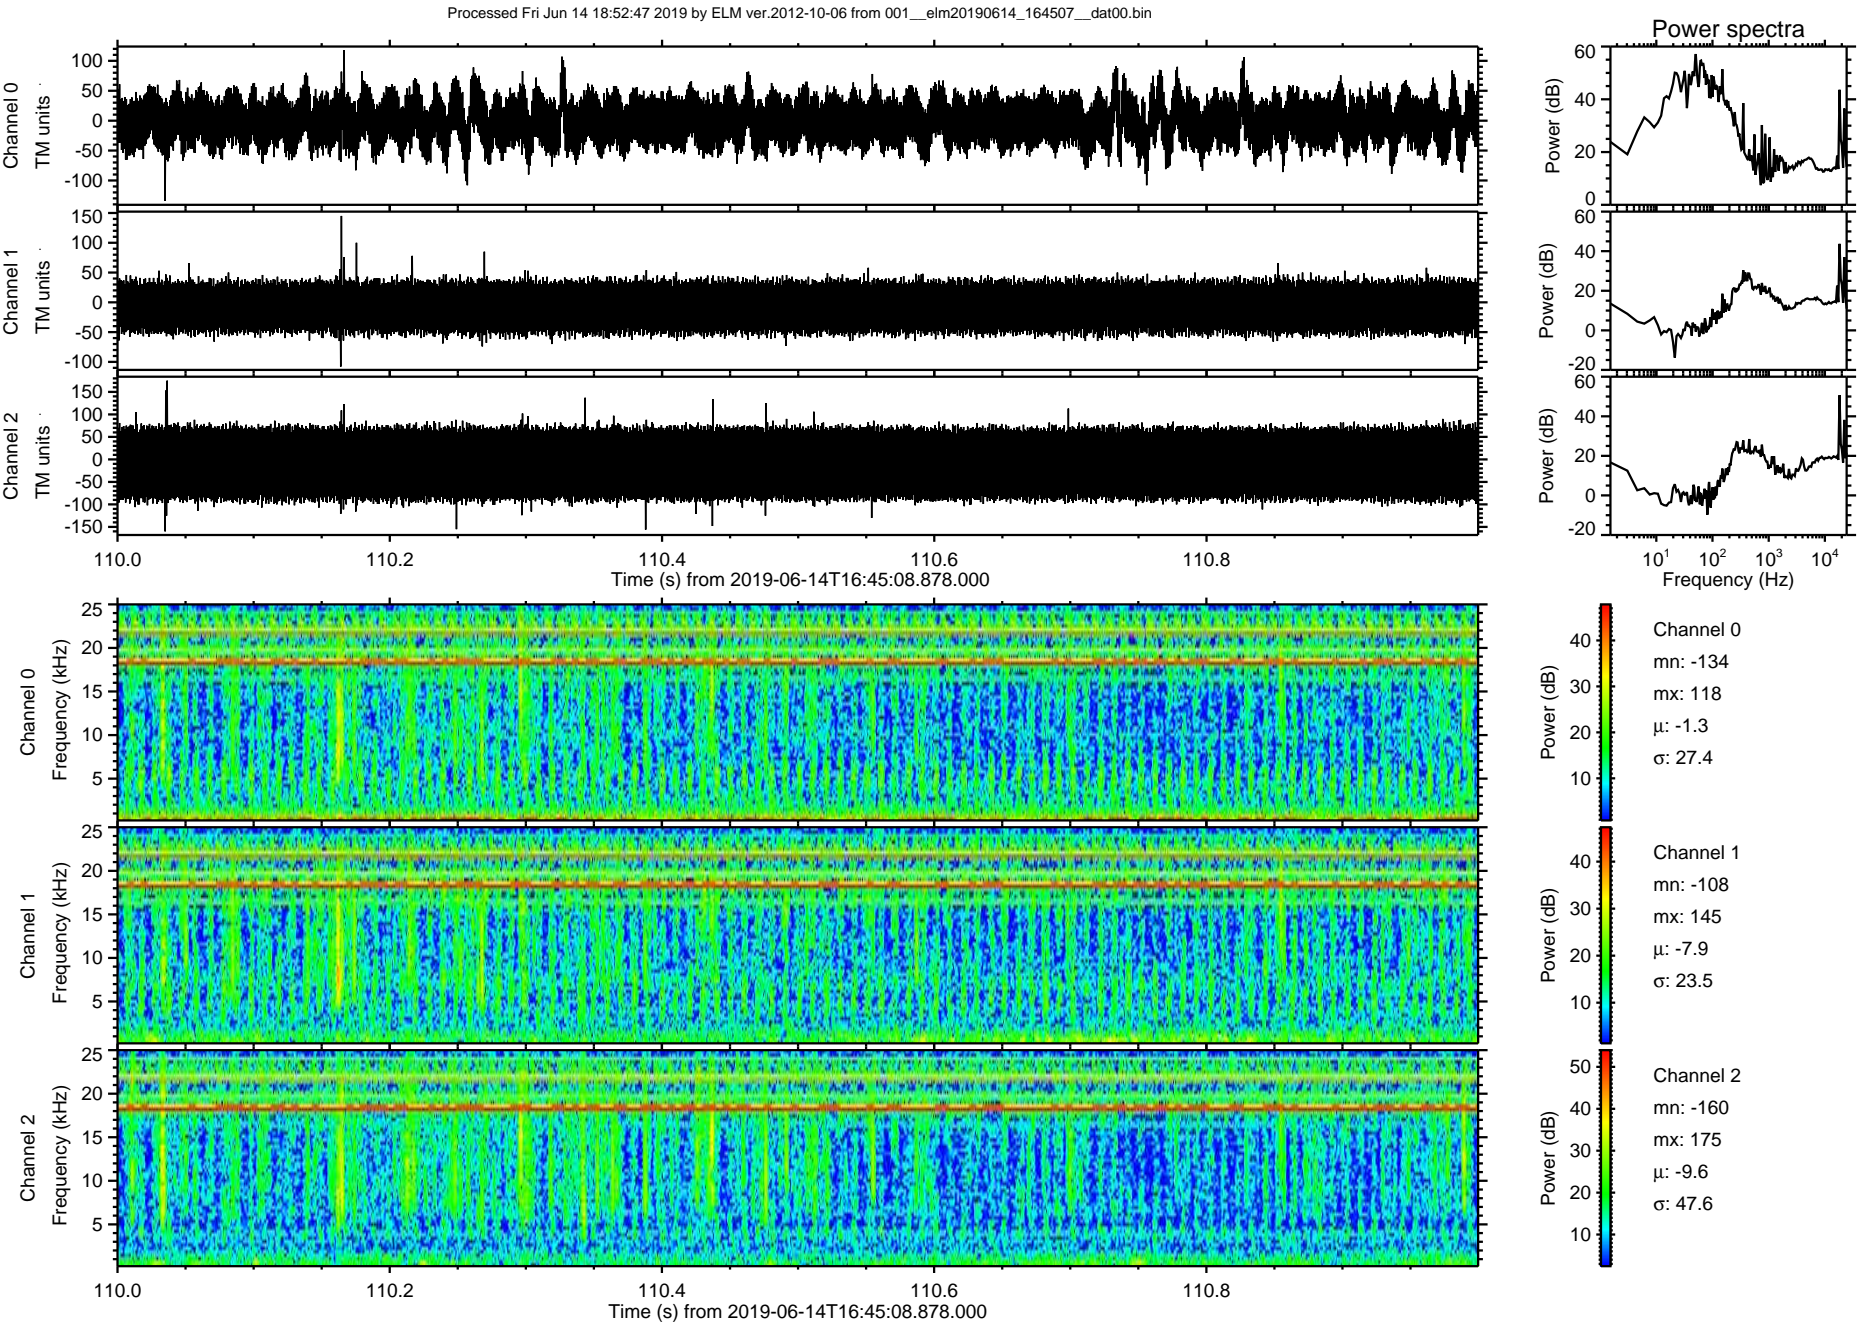 Processed Fri Jun 14 18:52:47 2019 by ELM ver.2012-10-06 from 001__elm20190614_164507__dat00.bin
Power spectra
Channel 0
TM units
100
50
0
-50
-100
Power (dB)
60
40
20
0
Channel 1
TM units
150
100
50
0
-50
-100
Power (dB)
60
40
20
0
-20
Channel 2
TM units
150
100
50
0
-50
-100
-150
Power (dB)
60
40
20
0
-20
110.0 110.2 110.4 110.6 110.8
Time (s) from 2019-06-14T16:45:08.878.000
10¹ 10² 10³ 10⁴
Frequency (Hz)
Channel 0
Frequency (kHz)
25
20
15
10
5
Power (dB)
40
30
20
10
Channel 0
mn: -134
mx: 118
µ: -1.3
σ: 27.4
Channel 1
Frequency (kHz)
25
20
15
10
5
Power (dB)
40
30
20
10
Channel 1
mn: -108
mx: 145
µ: -7.9
σ: 23.5
Channel 2
Frequency (kHz)
25
20
15
10
5
Power (dB)
50
40
30
20
10
Channel 2
mn: -160
mx: 175
µ: -9.6
σ: 47.6
110.0 110.2 110.4 110.6 110.8
Time (s) from 2019-06-14T16:45:08.878.000